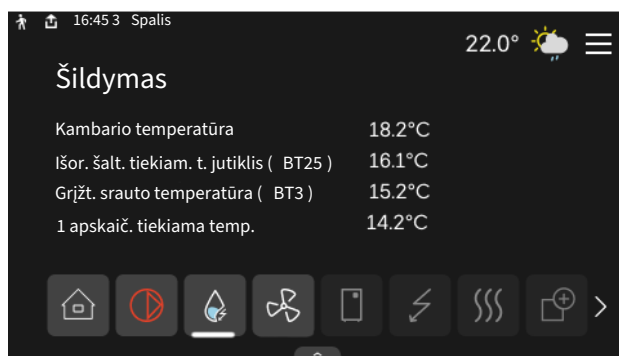 16:45 3 Spalis
22.0°
Šildymas
Kambario temperatūra 18.2°C
Išor. šalt. tiekiam. t. jutiklis ( BT25 ) 16.1°C
Grįžt. srauto temperatūra ( BT3 ) 15.2°C
1 apskaič. tiekiama temp. 14.2°C